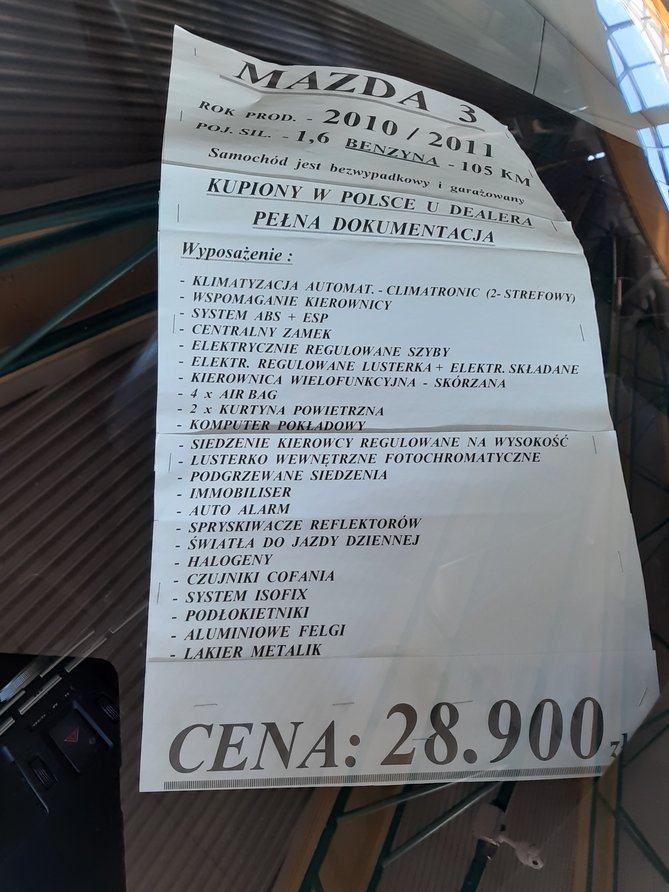 MAZDA 3
ROK PROD. - 2010 / 2011
POJ. SIL. - 1,6 BENZYNA - 105 KM
Samochód jest bezwypadkowy i garażowany
KUPIONY W POLSCE U DEALERA
PEŁNA DOKUMENTACJA
Wyposażenie :
- KLIMATYZACJA AUTOMAT. - CLIMATRONIC (2- STREFOWY)
- WSPOMAGANIE KIEROWNICY
- SYSTEM ABS + ESP
- CENTRALNY ZAMEK
- ELEKTRYCZNIE REGULOWANE SZYBY
- ELEKTR. REGULOWANE LUSTERKA + ELEKTR. SKŁADANE
- KIEROWNICA WIELOFUNKCYJNA - SKÓRZANA
- 4 x AIR BAG
- 2 x KURTYNA POWIETRZNA
- KOMPUTER POKŁADOWY
- SIEDZENIE KIEROWCY REGULOWANE NA WYSOKOŚĆ
- LUSTERKO WEWNĘTRZNE FOTOCHROMATYCZNE
- PODGRZEWANE SIEDZENIA
- IMMOBILISER
- AUTO ALARM
- SPRYSKIWACZE REFLEKTORÓW
- ŚWIATŁA DO JAZDY DZIENNEJ
- HALOGENY
- CZUJNIKI COFANIA
- SYSTEM ISOFIX
- PODŁOKIETNIKI
- ALUMINIOWE FELGI
- LAKIER METALIK
CENA: 28.900 zł